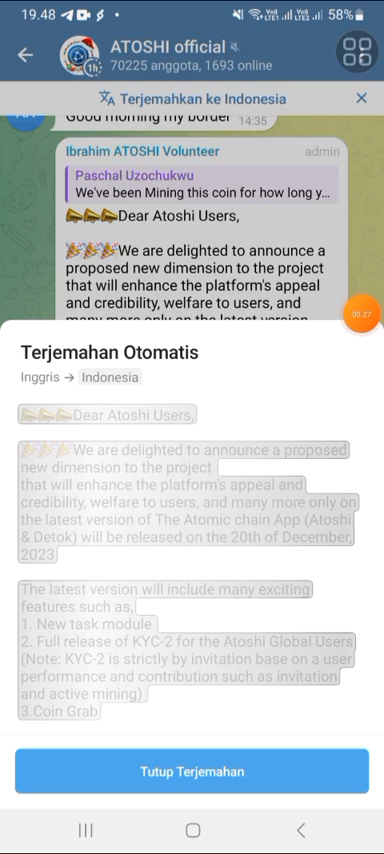 19.48
58%
ATOSHI official
1h
70225 anggota, 1693 online
Terjemahkan ke Indonesia
Good morning my border 14:35
Ibrahim ATOSHI Volunteer admin
Paschal Uzochukwu
We've been Mining this coin for how long y...
📣📣📣Dear Atoshi Users,
🎉🎉🎉We are delighted to announce a
proposed new dimension to the project
that will enhance the platform's appeal
and credibility, welfare to users, and
many more only on the latest version
00.27
Terjemahan Otomatis
Inggris → Indonesia
📣📣📣Dear Atoshi Users,
🎉🎉🎉We are delighted to announce a proposed
new dimension to the project
that will enhance the platform's appeal and
credibility, welfare to users, and many more only on
the latest version of The Atomic chain App (Atoshi
& Detok) will be released on the 20th of December,
2023
The latest version will include many exciting
features such as,
1. New task module
2. Full release of KYC-2 for the Atoshi Global Users
(Note: KYC-2 is strictly by invitation base on a user
performance and contribution such as invitation
and active mining)
3.Coin Grab
Tutup Terjemahan